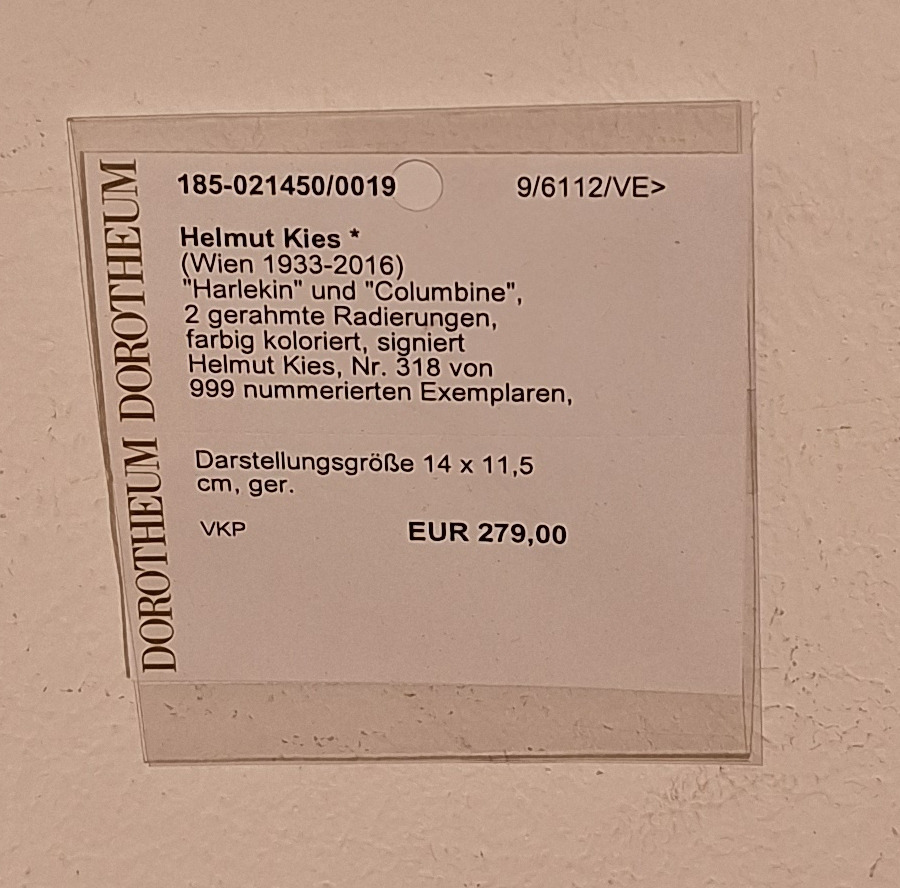 DOROTHEUM DOROTHEUM
185-021450/0019 9/6112/VE>
Helmut Kies *
(Wien 1933-2016)
"Harlekin" und "Columbine",
2 gerahmte Radierungen,
farbig koloriert, signiert
Helmut Kies, Nr. 318 von
999 nummerierten Exemplaren,
Darstellungsgröße 14 x 11,5
cm, ger.
VKP EUR 279,00